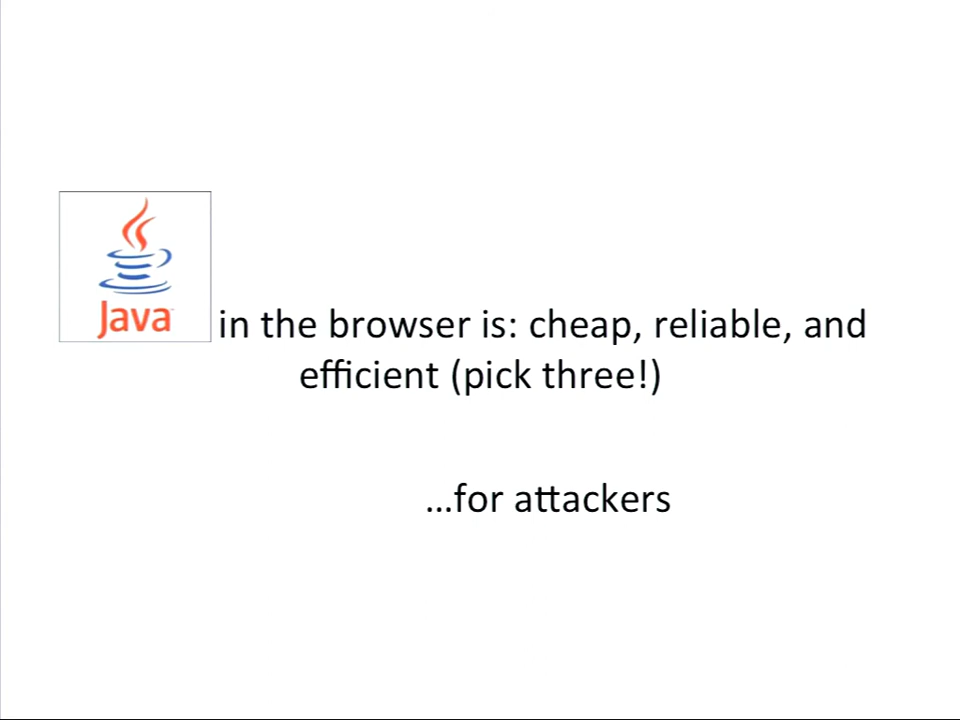 Java
in the browser is: cheap, reliable, and
efficient (pick three!)
…for attackers